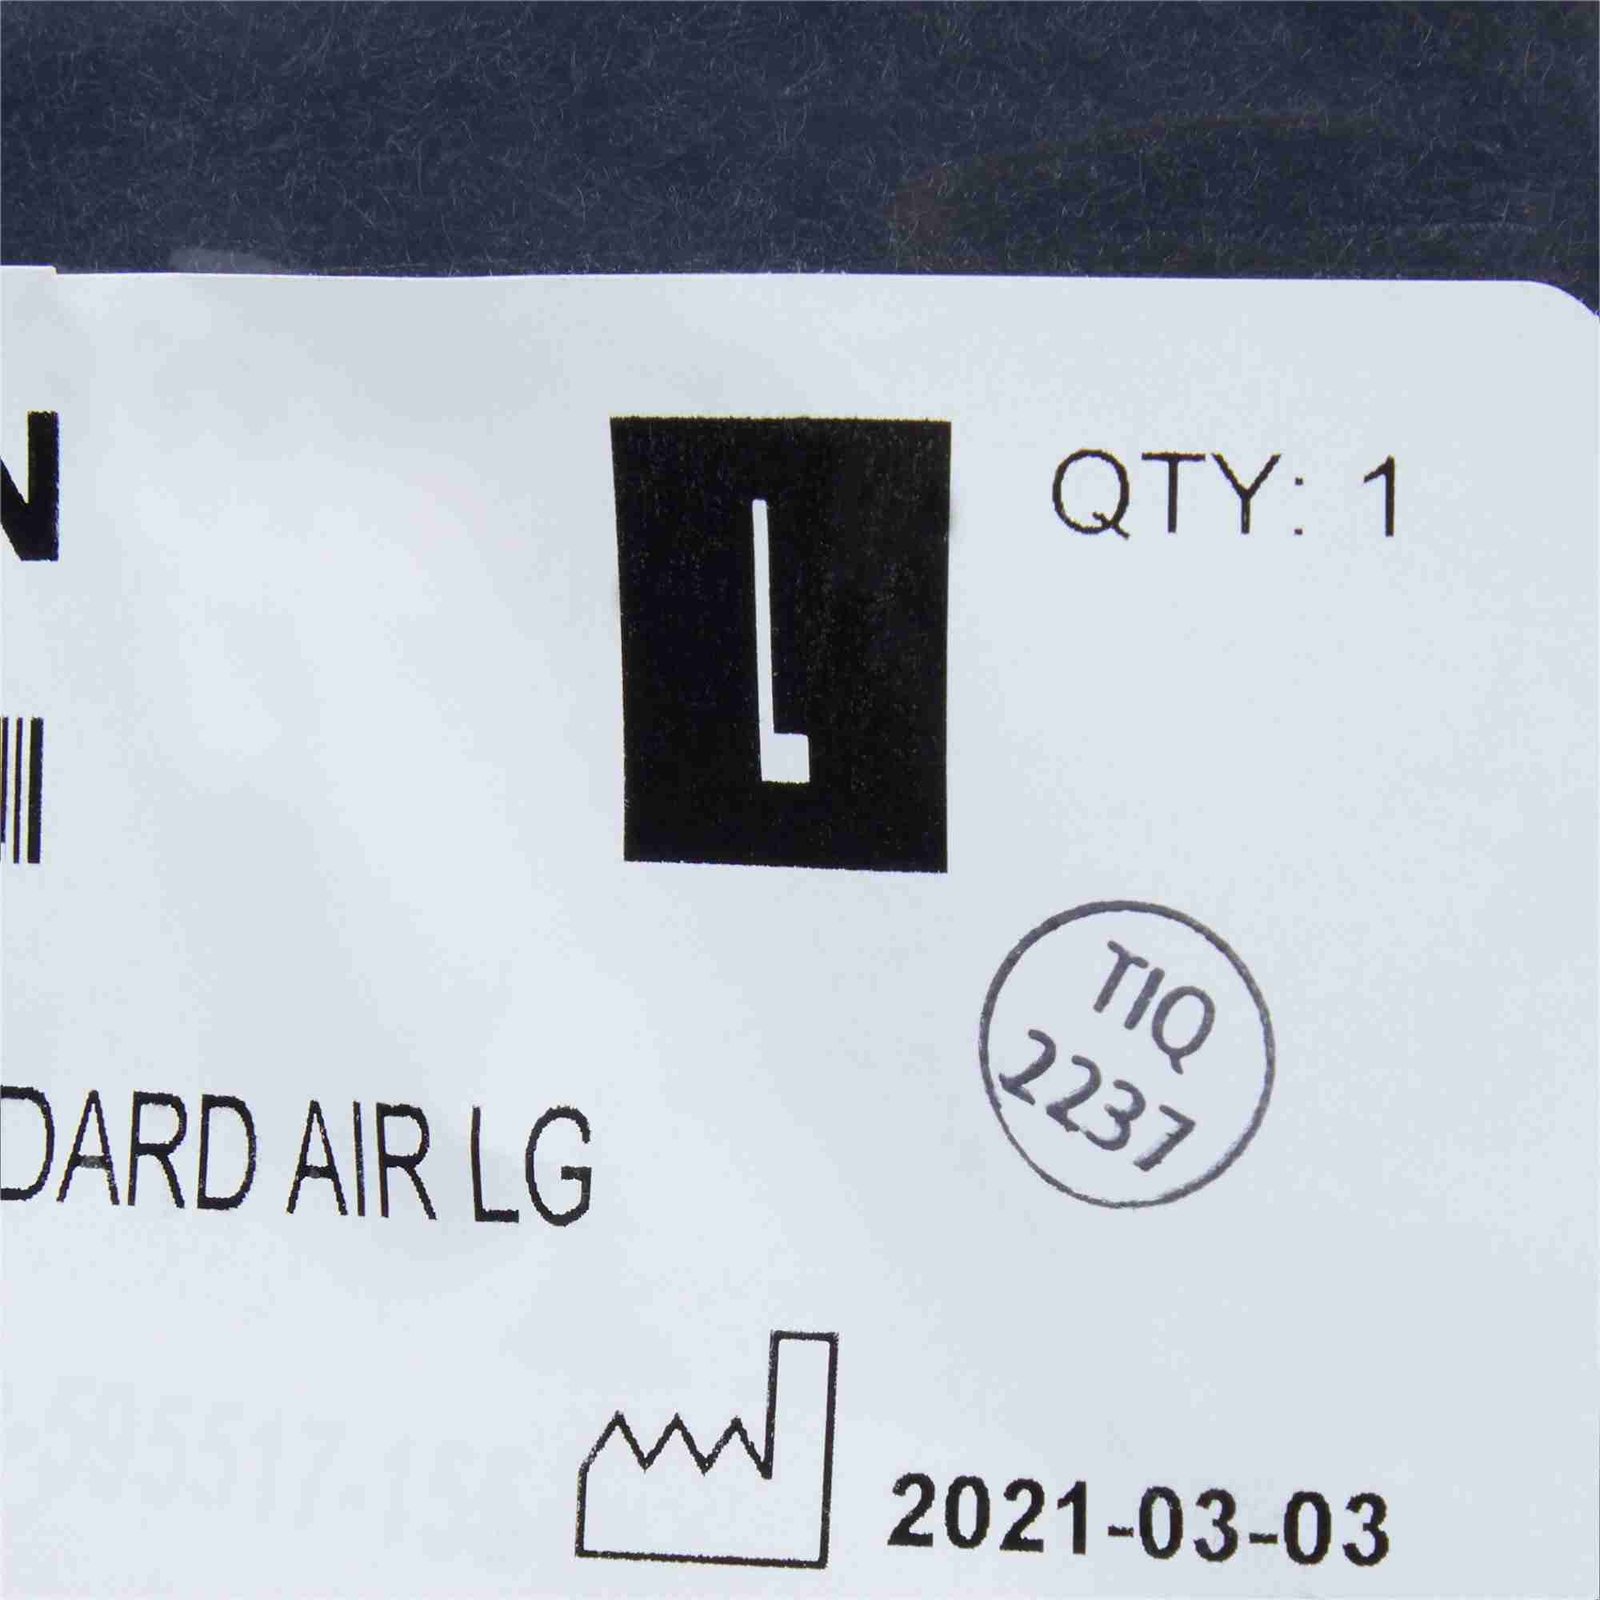 N
QTY: 1
TIQ
2237
DARD AIR LG
2021-03-03